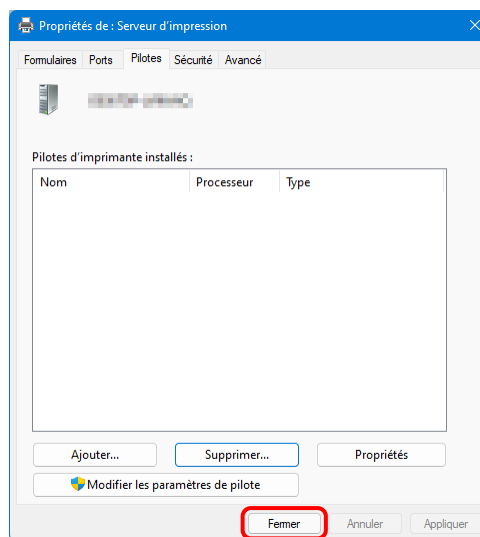 Propriétés de : Serveur d'impression
Formulaires Ports Pilotes Sécurité Avancé
Pilotes d'imprimante installés :
Nom Processeur Type
Ajouter... Supprimer... Propriétés
Modifier les paramètres de pilote
Fermer Annuler Appliquer